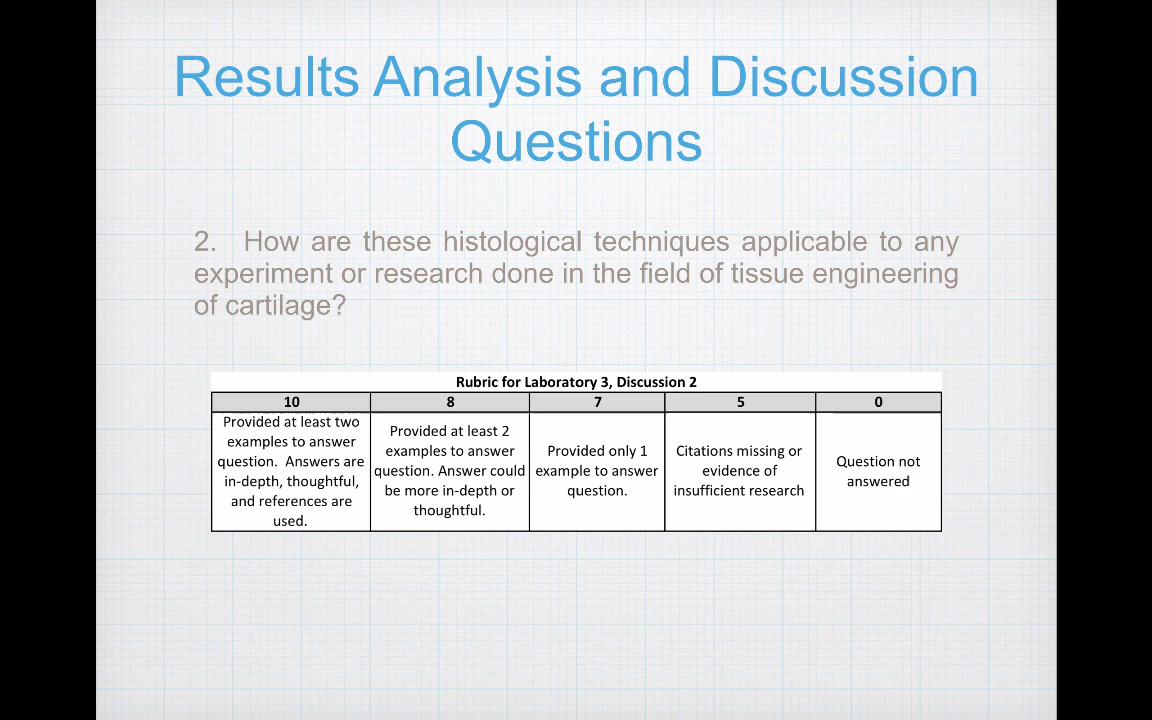 Results Analysis and Discussion
Questions
2. How are these histological techniques applicable to any
experiment or research done in the field of tissue engineering
of cartilage?
Rubric for Laboratory 3, Discussion 2
10 8 7 5 0
Provided at least two
examples to answer
question. Answers are
in-depth, thoughtful,
and references are
used.
Provided at least 2
examples to answer
question. Answer could
be more in-depth or
thoughtful.
Provided only 1
example to answer
question.
Citations missing or
evidence of
insufficient research
Question not
answered